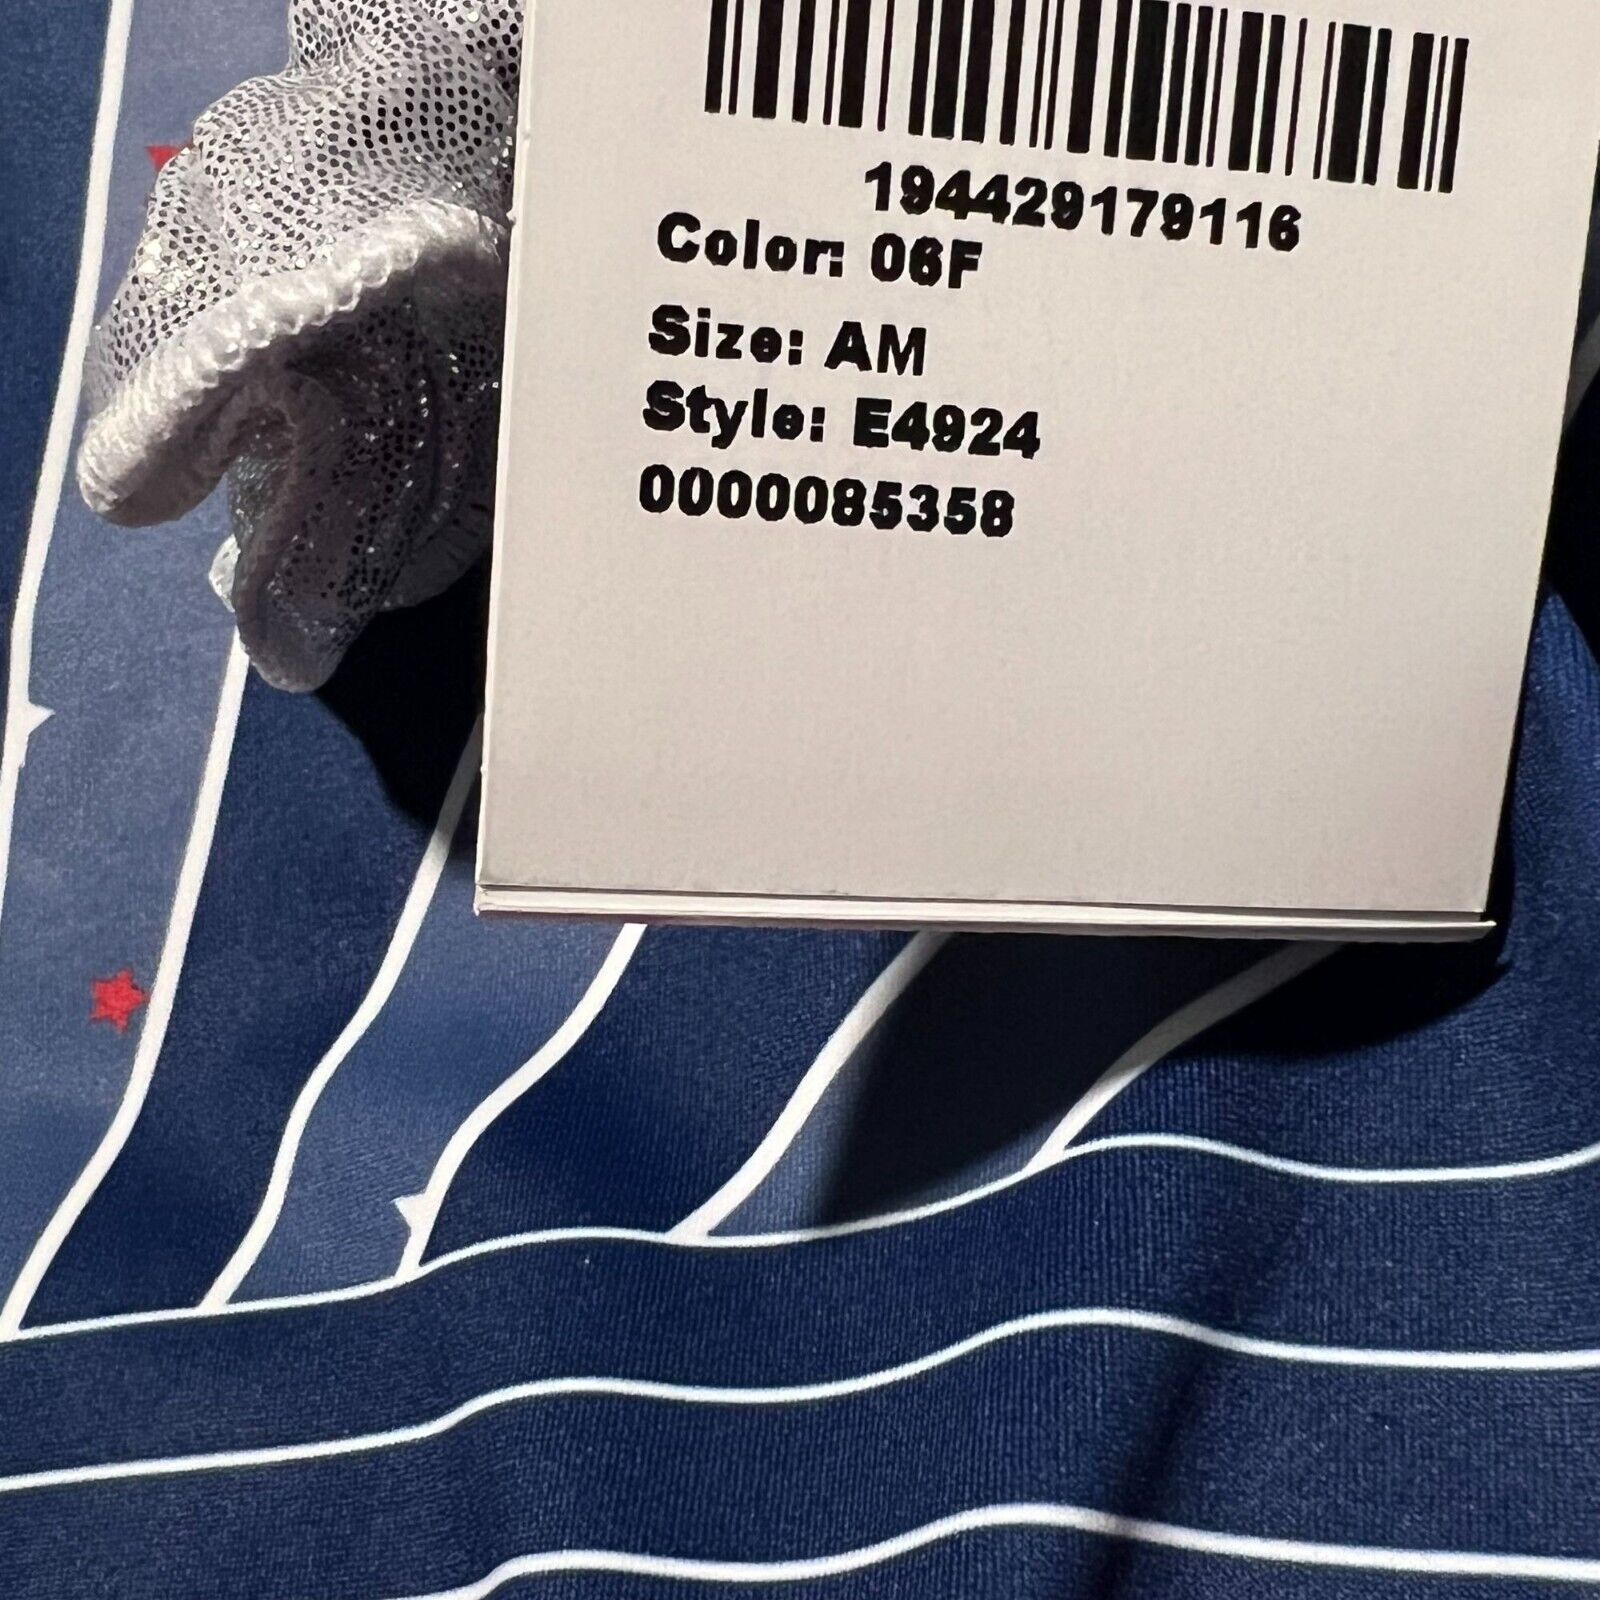 194429179116
Color: 06F
Size: AM
Style: E4924
0000085358